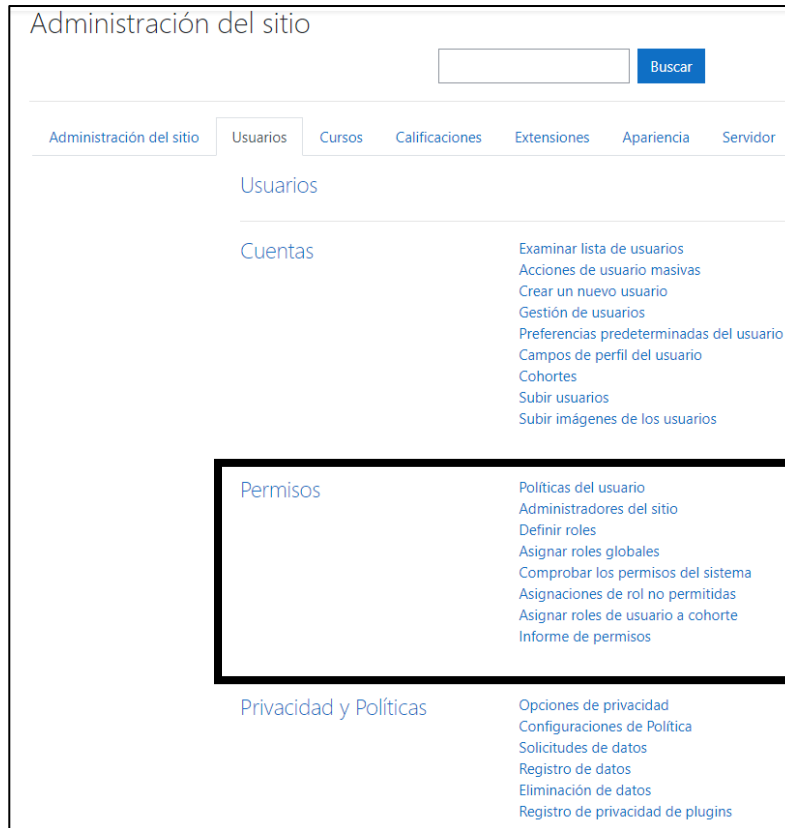 Administración del sitio
Buscar
Administración del sitio Usuarios Cursos Calificaciones Extensiones Apariencia Servidor
Usuarios
Cuentas
Examinar lista de usuarios
Acciones de usuario masivas
Crear un nuevo usuario
Gestión de usuarios
Preferencias predeterminadas del usuario
Campos de perfil del usuario
Cohortes
Subir usuarios
Subir imágenes de los usuarios
Permisos
Políticas del usuario
Administradores del sitio
Definir roles
Asignar roles globales
Comprobar los permisos del sistema
Asignaciones de rol no permitidas
Asignar roles de usuario a cohorte
Informe de permisos
Privacidad y Políticas
Opciones de privacidad
Configuraciones de Política
Solicitudes de datos
Registro de datos
Eliminación de datos
Registro de privacidad de plugins